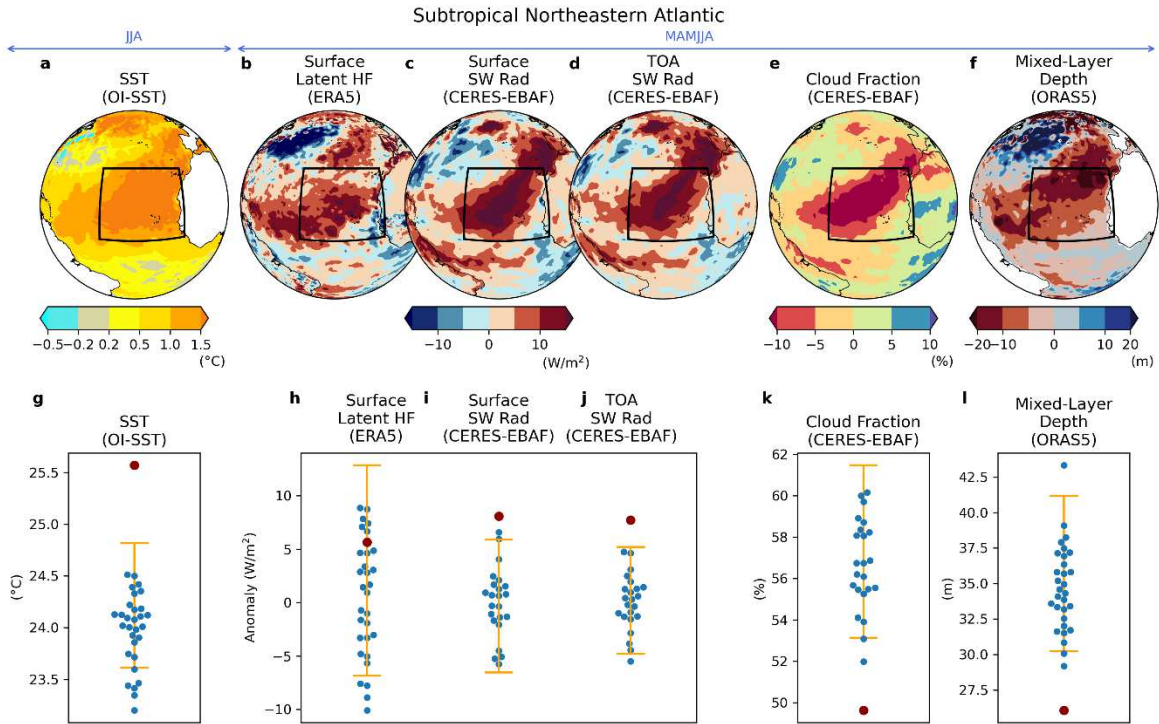 Subtropical Northeastern Atlantic
JJA
MAMJJA
a
SST
(OI-SST)
b
Surface
Latent HF
(ERA5)
c
Surface
SW Rad
(CERES-EBAF)
d
TOA
SW Rad
(CERES-EBAF)
e
Cloud Fraction
(CERES-EBAF)
f
Mixed-Layer
Depth
(ORAS5)
−0.5 −0.2 0.2 0.5 1.0 1.5
(°C)
−10 −5 0 5 10
(W/m²)
−10 −5 0 5 10
(%)
−20 −10 0 10 20
(m)
g
SST
(OI-SST)
h
Surface
Latent HF
(ERA5)
i
Surface
SW Rad
(CERES-EBAF)
j
TOA
SW Rad
(CERES-EBAF)
k
Cloud Fraction
(CERES-EBAF)
l
Mixed-Layer
Depth
(ORAS5)
(°C)
25.5
25.0
24.5
24.0
23.5
Anomaly (W/m²)
10
5
0
−5
−10
(%)
62
60
58
56
54
52
50
(m)
42.5
40.0
37.5
35.0
32.5
30.0
27.5